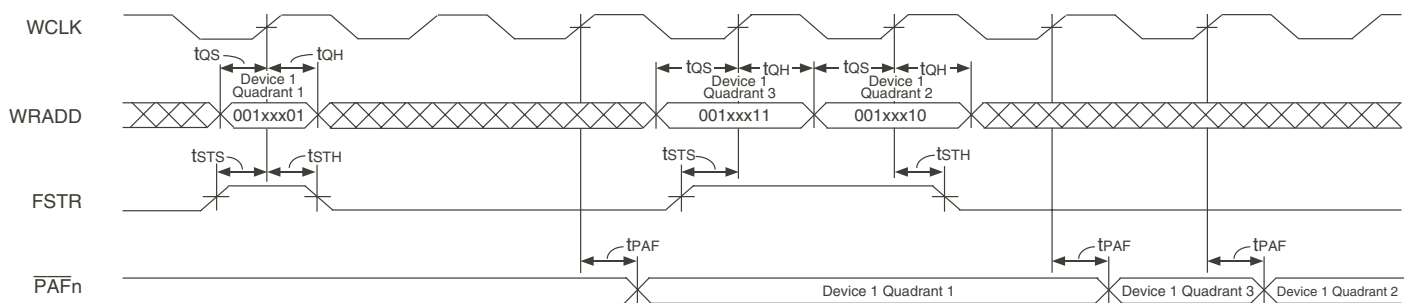 WCLK
tQS tQH
Device 1
Quadrant 1
tQS tQH
Device 1
Quadrant 3
tQS tQH
Device 1
Quadrant 2
WRADD
001xxx01
001xxx11
001xxx10
tSTS tSTH
tSTS
tSTH
FSTR
tPAF
tPAF
tPAF
PAFn
Device 1 Quadrant 1
Device 1 Quadrant 3
Device 1 Quadrant 2